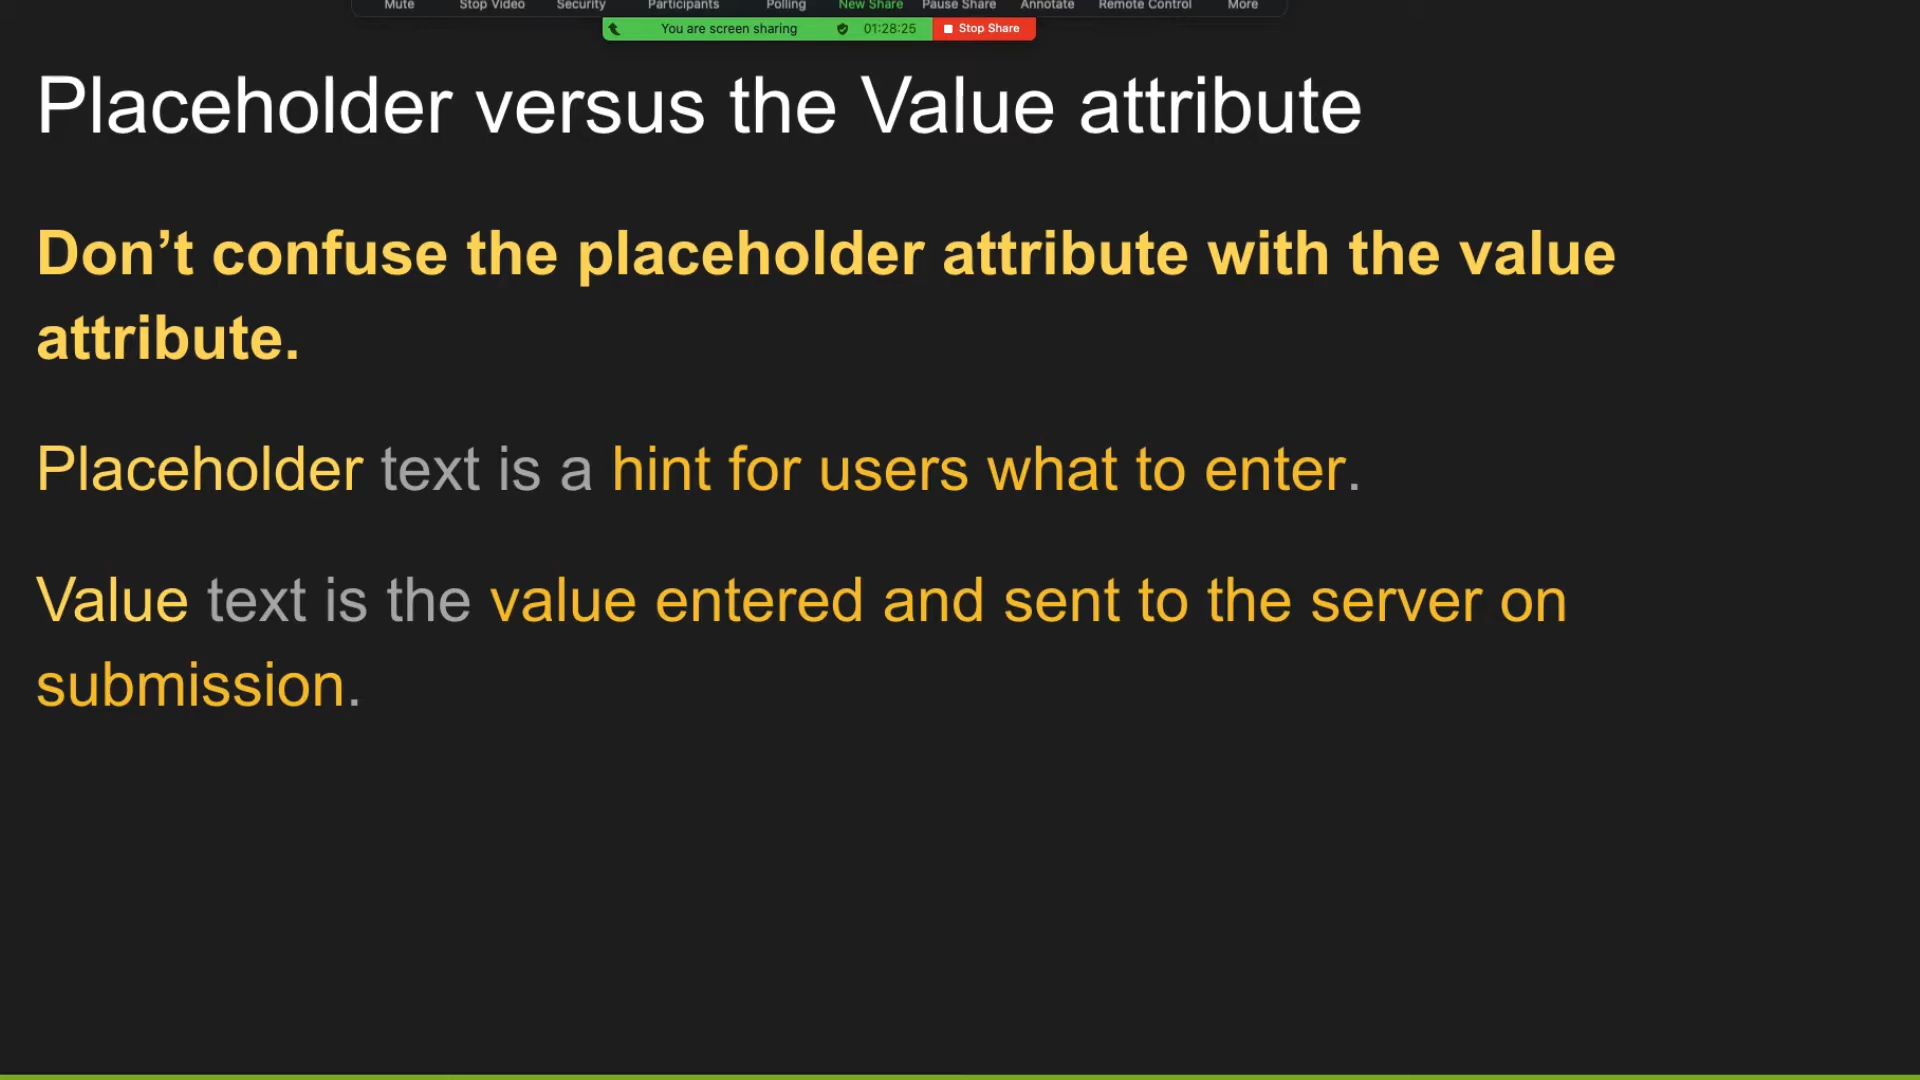 Mute Stop Video Security Participants Polling New Share Pause Share Annotate Remote Control More
You are screen sharing 01:28:25 Stop Share
Placeholder versus the Value attribute
Don’t confuse the placeholder attribute with the value
attribute.
Placeholder text is a hint for users what to enter.
Value text is the value entered and sent to the server on
submission.